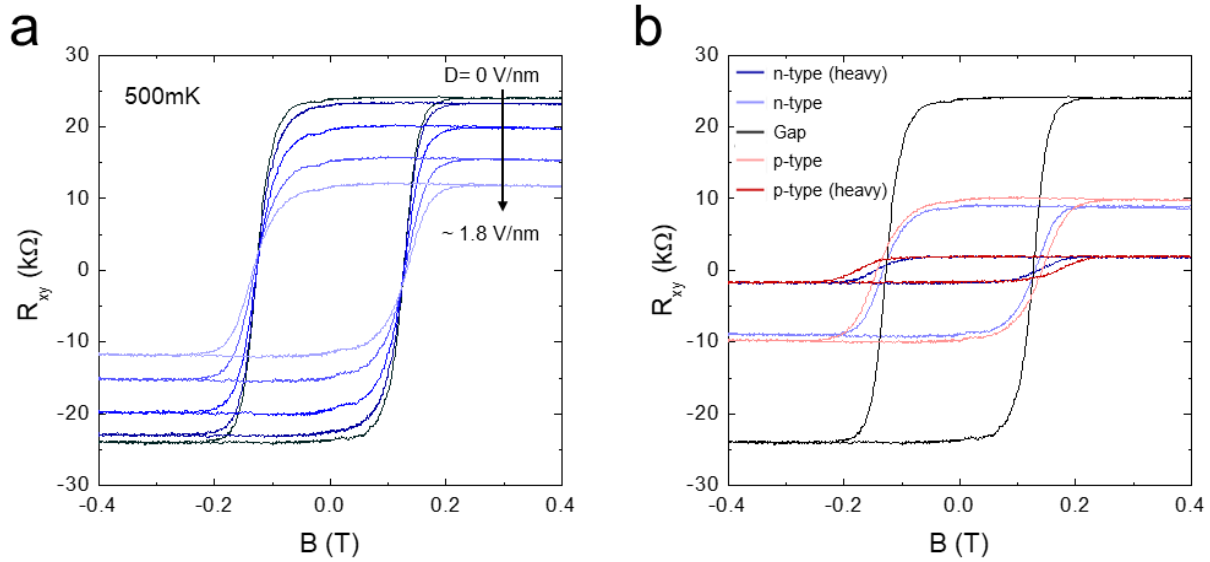 a
500mK
D= 0 V/nm
~ 1.8 V/nm
30
20
10
0
-10
-20
-30
R_xy (kΩ)
-0.4
-0.2
0.0
0.2
0.4
B (T)
b
n-type (heavy)
n-type
Gap
p-type
p-type (heavy)
30
20
10
0
-10
-20
-30
R_xy (kΩ)
-0.4
-0.2
0.0
0.2
0.4
B (T)